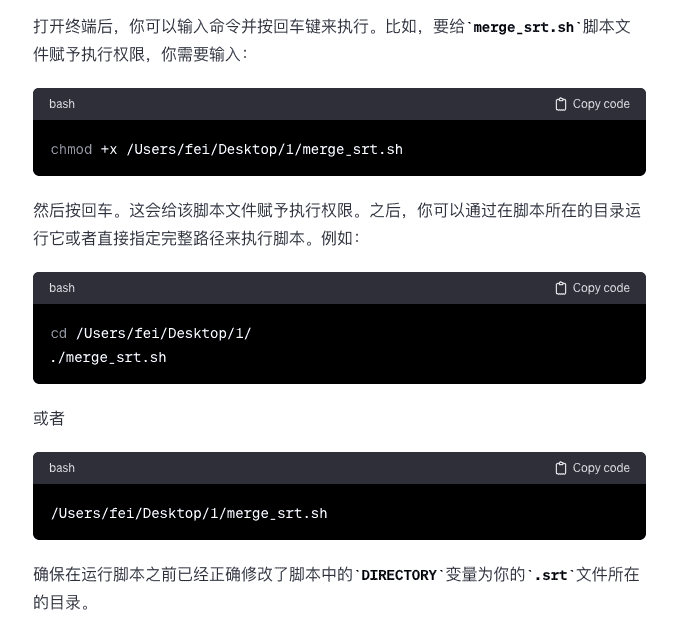 打开终端后，你可以输入命令并按回车键来执行。比如，要给`merge_srt.sh`脚本文
件赋予执行权限，你需要输入：
bash
Copy code
chmod +x /Users/fei/Desktop/1/merge_srt.sh
然后按回车。这会给该脚本文件赋予执行权限。之后，你可以通过在脚本所在的目录运
行它或者直接指定完整路径来执行脚本。例如：
bash
Copy code
cd /Users/fei/Desktop/1/
./merge_srt.sh
或者
bash
Copy code
/Users/fei/Desktop/1/merge_srt.sh
确保在运行脚本之前已经正确修改了脚本中的`DIRECTORY`变量为你的`.srt`文件所在
的目录。